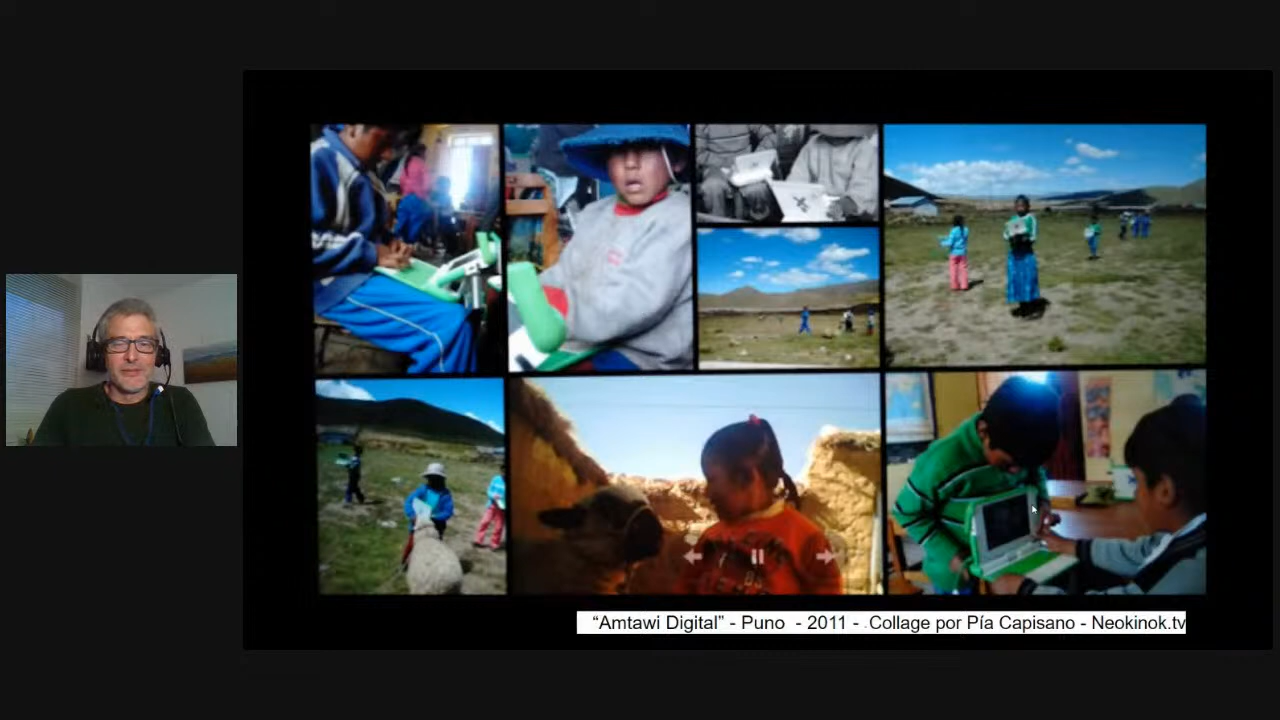 “Amtawi Digital” - Puno - 2011 - Collage por Pía Capisano - Neokinok.tv